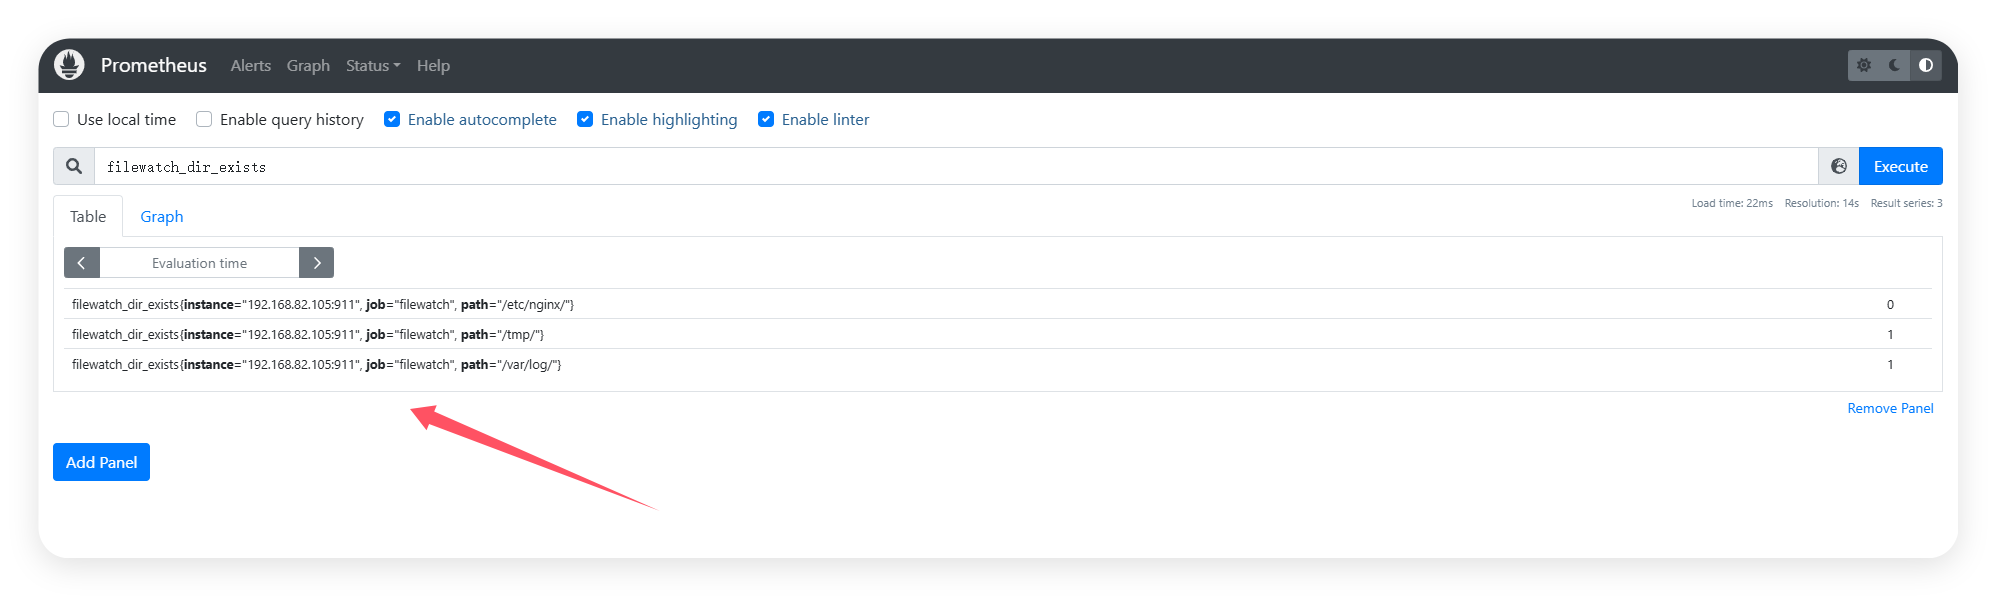 Prometheus Alerts Graph Status Help
Use local time Enable query history Enable autocomplete Enable highlighting Enable linter
filewatch_dir_exists Execute
Table Graph Load time: 22ms Resolution: 14s Result series: 3
Evaluation time
filewatch_dir_exists{instance="192.168.82.105:911", job="filewatch", path="/etc/nginx/"} 0
filewatch_dir_exists{instance="192.168.82.105:911", job="filewatch", path="/tmp/"} 1
filewatch_dir_exists{instance="192.168.82.105:911", job="filewatch", path="/var/log/"} 1
Remove Panel
Add Panel